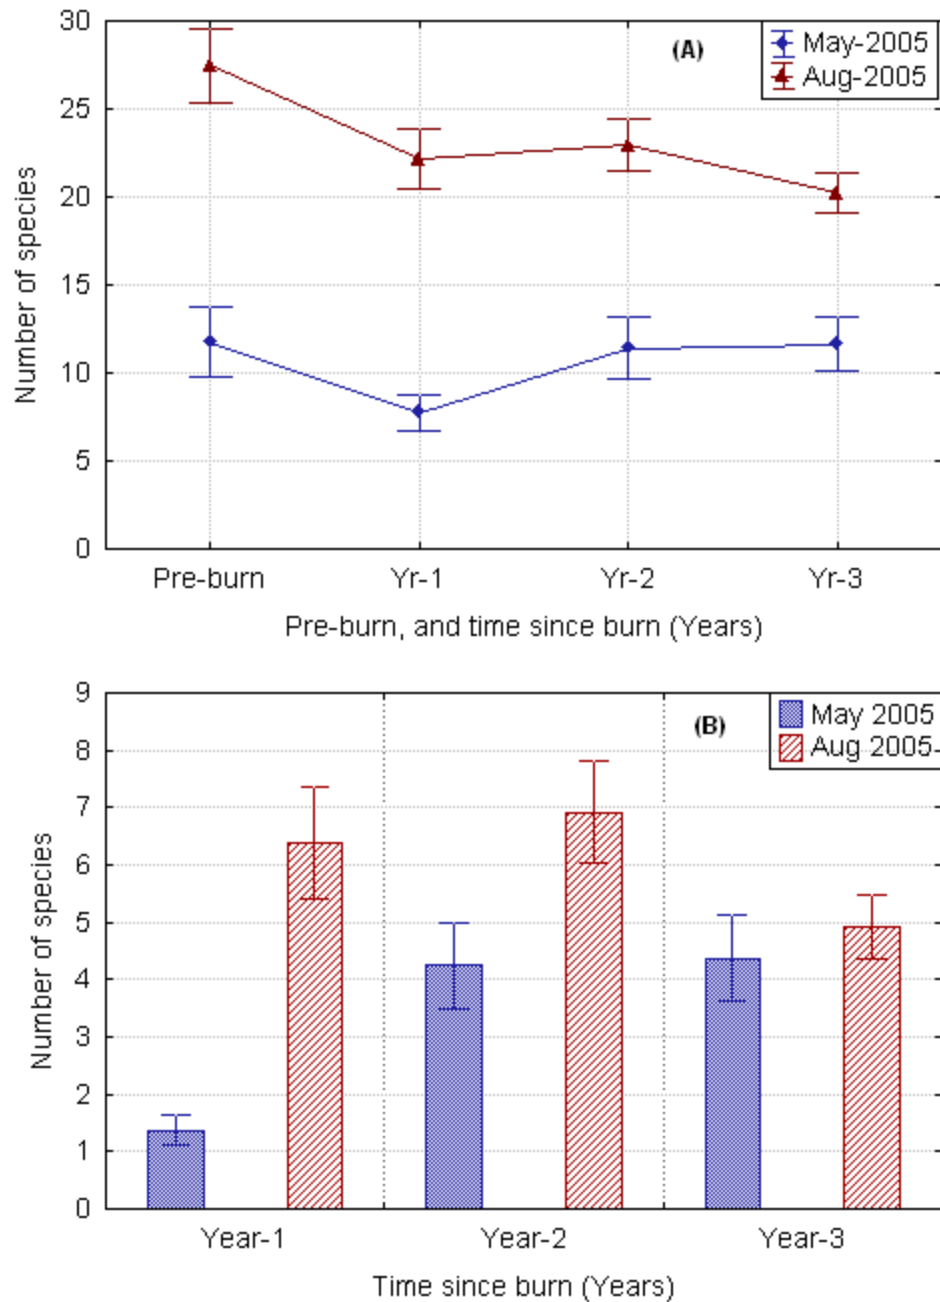 30
25
20
15
10
5
0
Number of species
(A)
May-2005
Aug-2005
Pre-burn Yr-1 Yr-2 Yr-3
Pre-burn, and time since burn (Years)
9
8
7
6
5
4
3
2
1
0
Number of species
(B)
May 2005
Aug 2005
Year-1 Year-2 Year-3
Time since burn (Years)